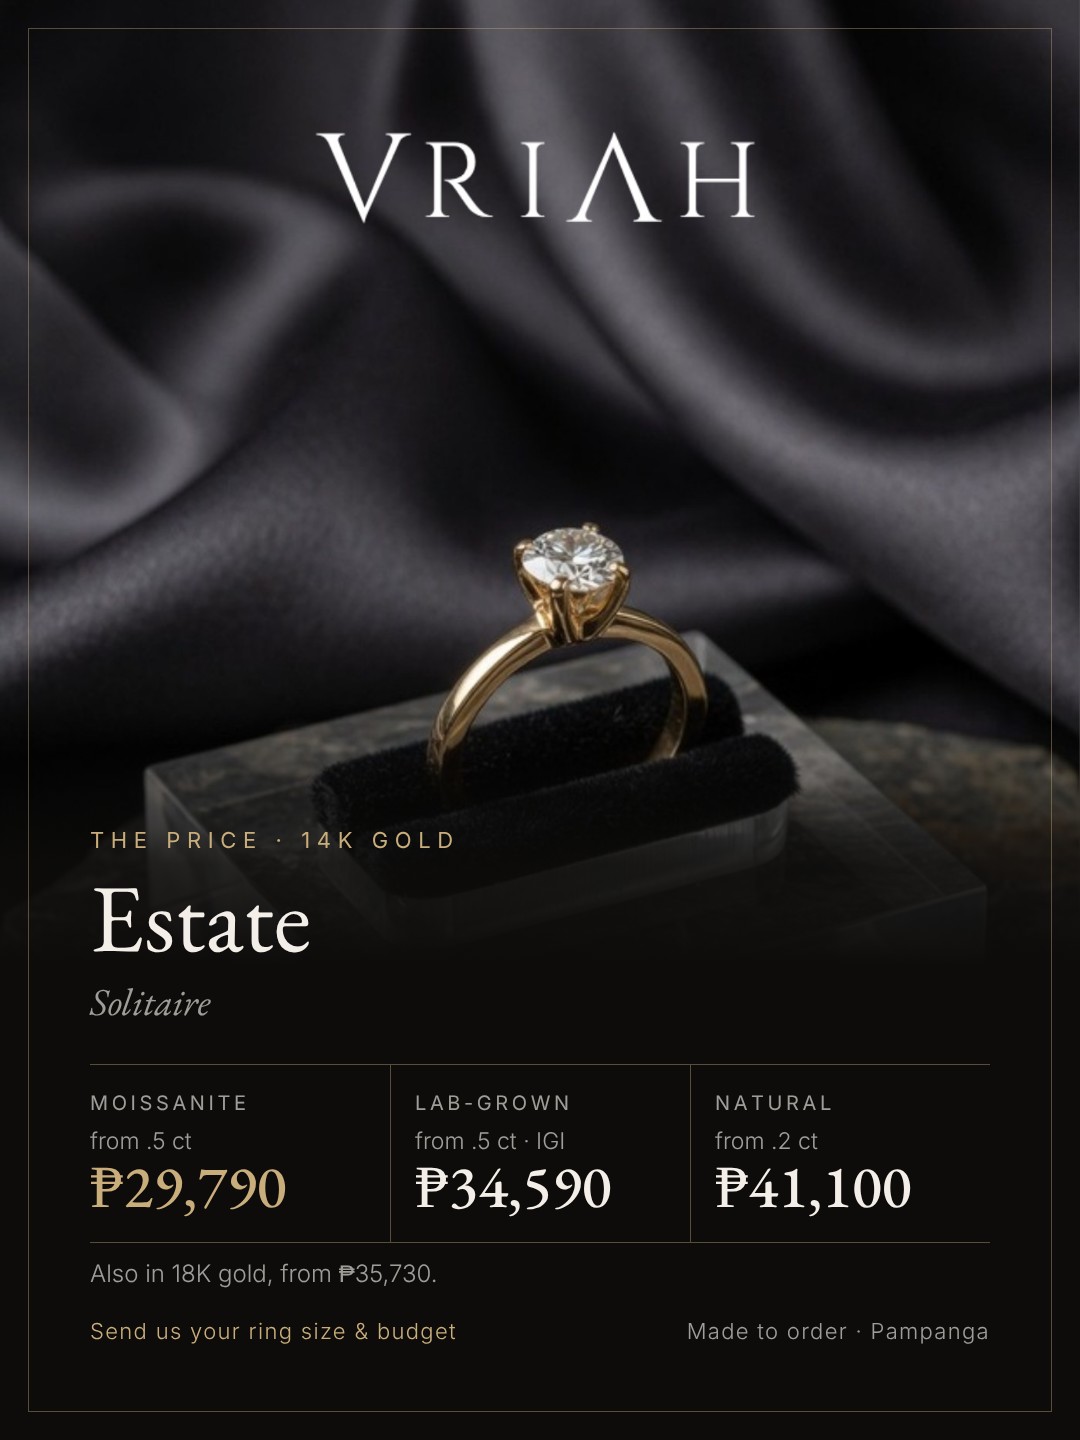 VRIAH
THE PRICE · 14K GOLD
Estate
Solitaire
MOISSANITE
from .5 ct
₱29,790
LAB-GROWN
from .5 ct · IGI
₱34,590
NATURAL
from .2 ct
₱41,100
Also in 18K gold, from ₱35,730.
Send us your ring size & budget
Made to order · Pampanga